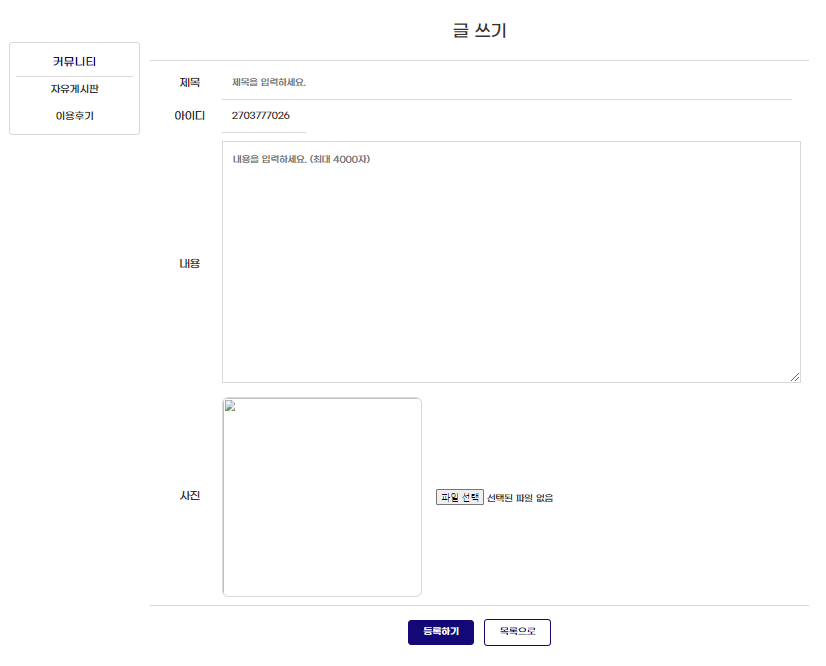 글 쓰기
커뮤니티
자유게시판
이용후기
제목 제목을 입력하세요.
아이디 2703777026
내용 내용을 입력하세요. (최대 4000자)
사진 파일 선택 선택된 파일 없음
등록하기 목록으로